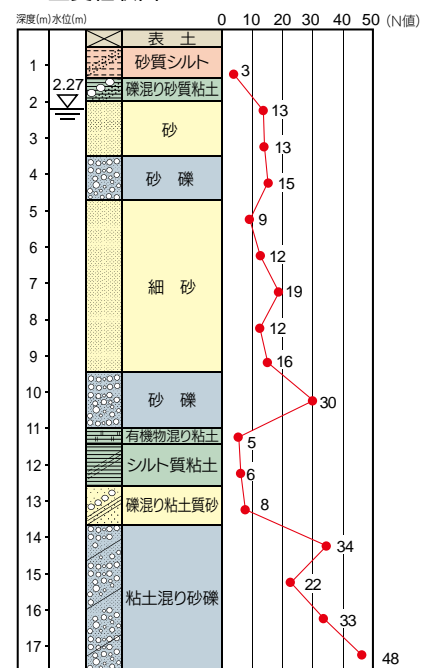 深度(m) 水位(m) 0 10 20 30 40 50 (N値)
表土
1 砂質シルト 3
2.27 礫混り砂質粘土
2 13
3 砂 13
4 砂 礫 15
5 9
6 12
7 細 砂 19
8 12
9 16
10 砂 礫 30
11 有機物混り粘土 5
12 シルト質粘土 6
13 礫混り粘土質砂 8
14 34
15 22
粘土混り砂礫
16 33
17 48